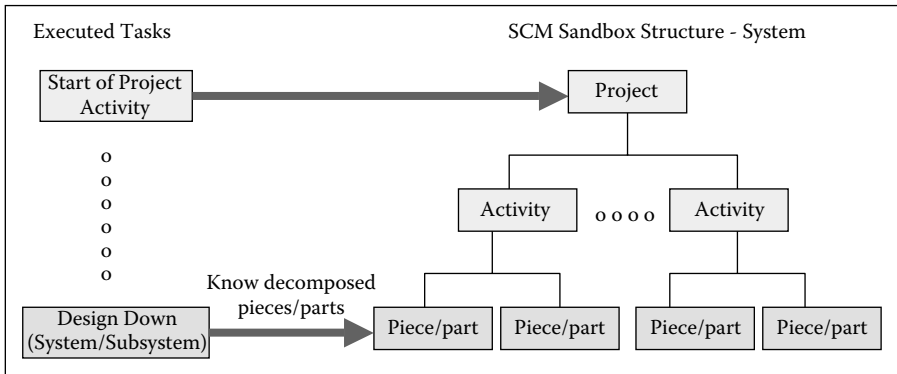 Executed Tasks
SCM Sandbox Structure - System
Start of Project
Activity
Project
o
o
o
o
o
o
Activity
o o o o
Activity
Know decomposed
pieces/parts
Design Down
(System/Subsystem)
Piece/part
Piece/part
Piece/part
Piece/part